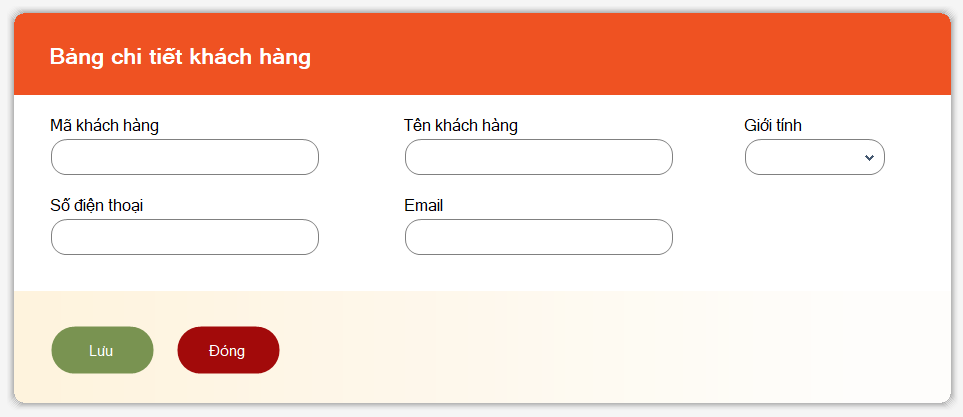 Bảng chi tiết khách hàng
Mã khách hàng
Tên khách hàng
Giới tính
Số điện thoại
Email
Lưu
Đóng